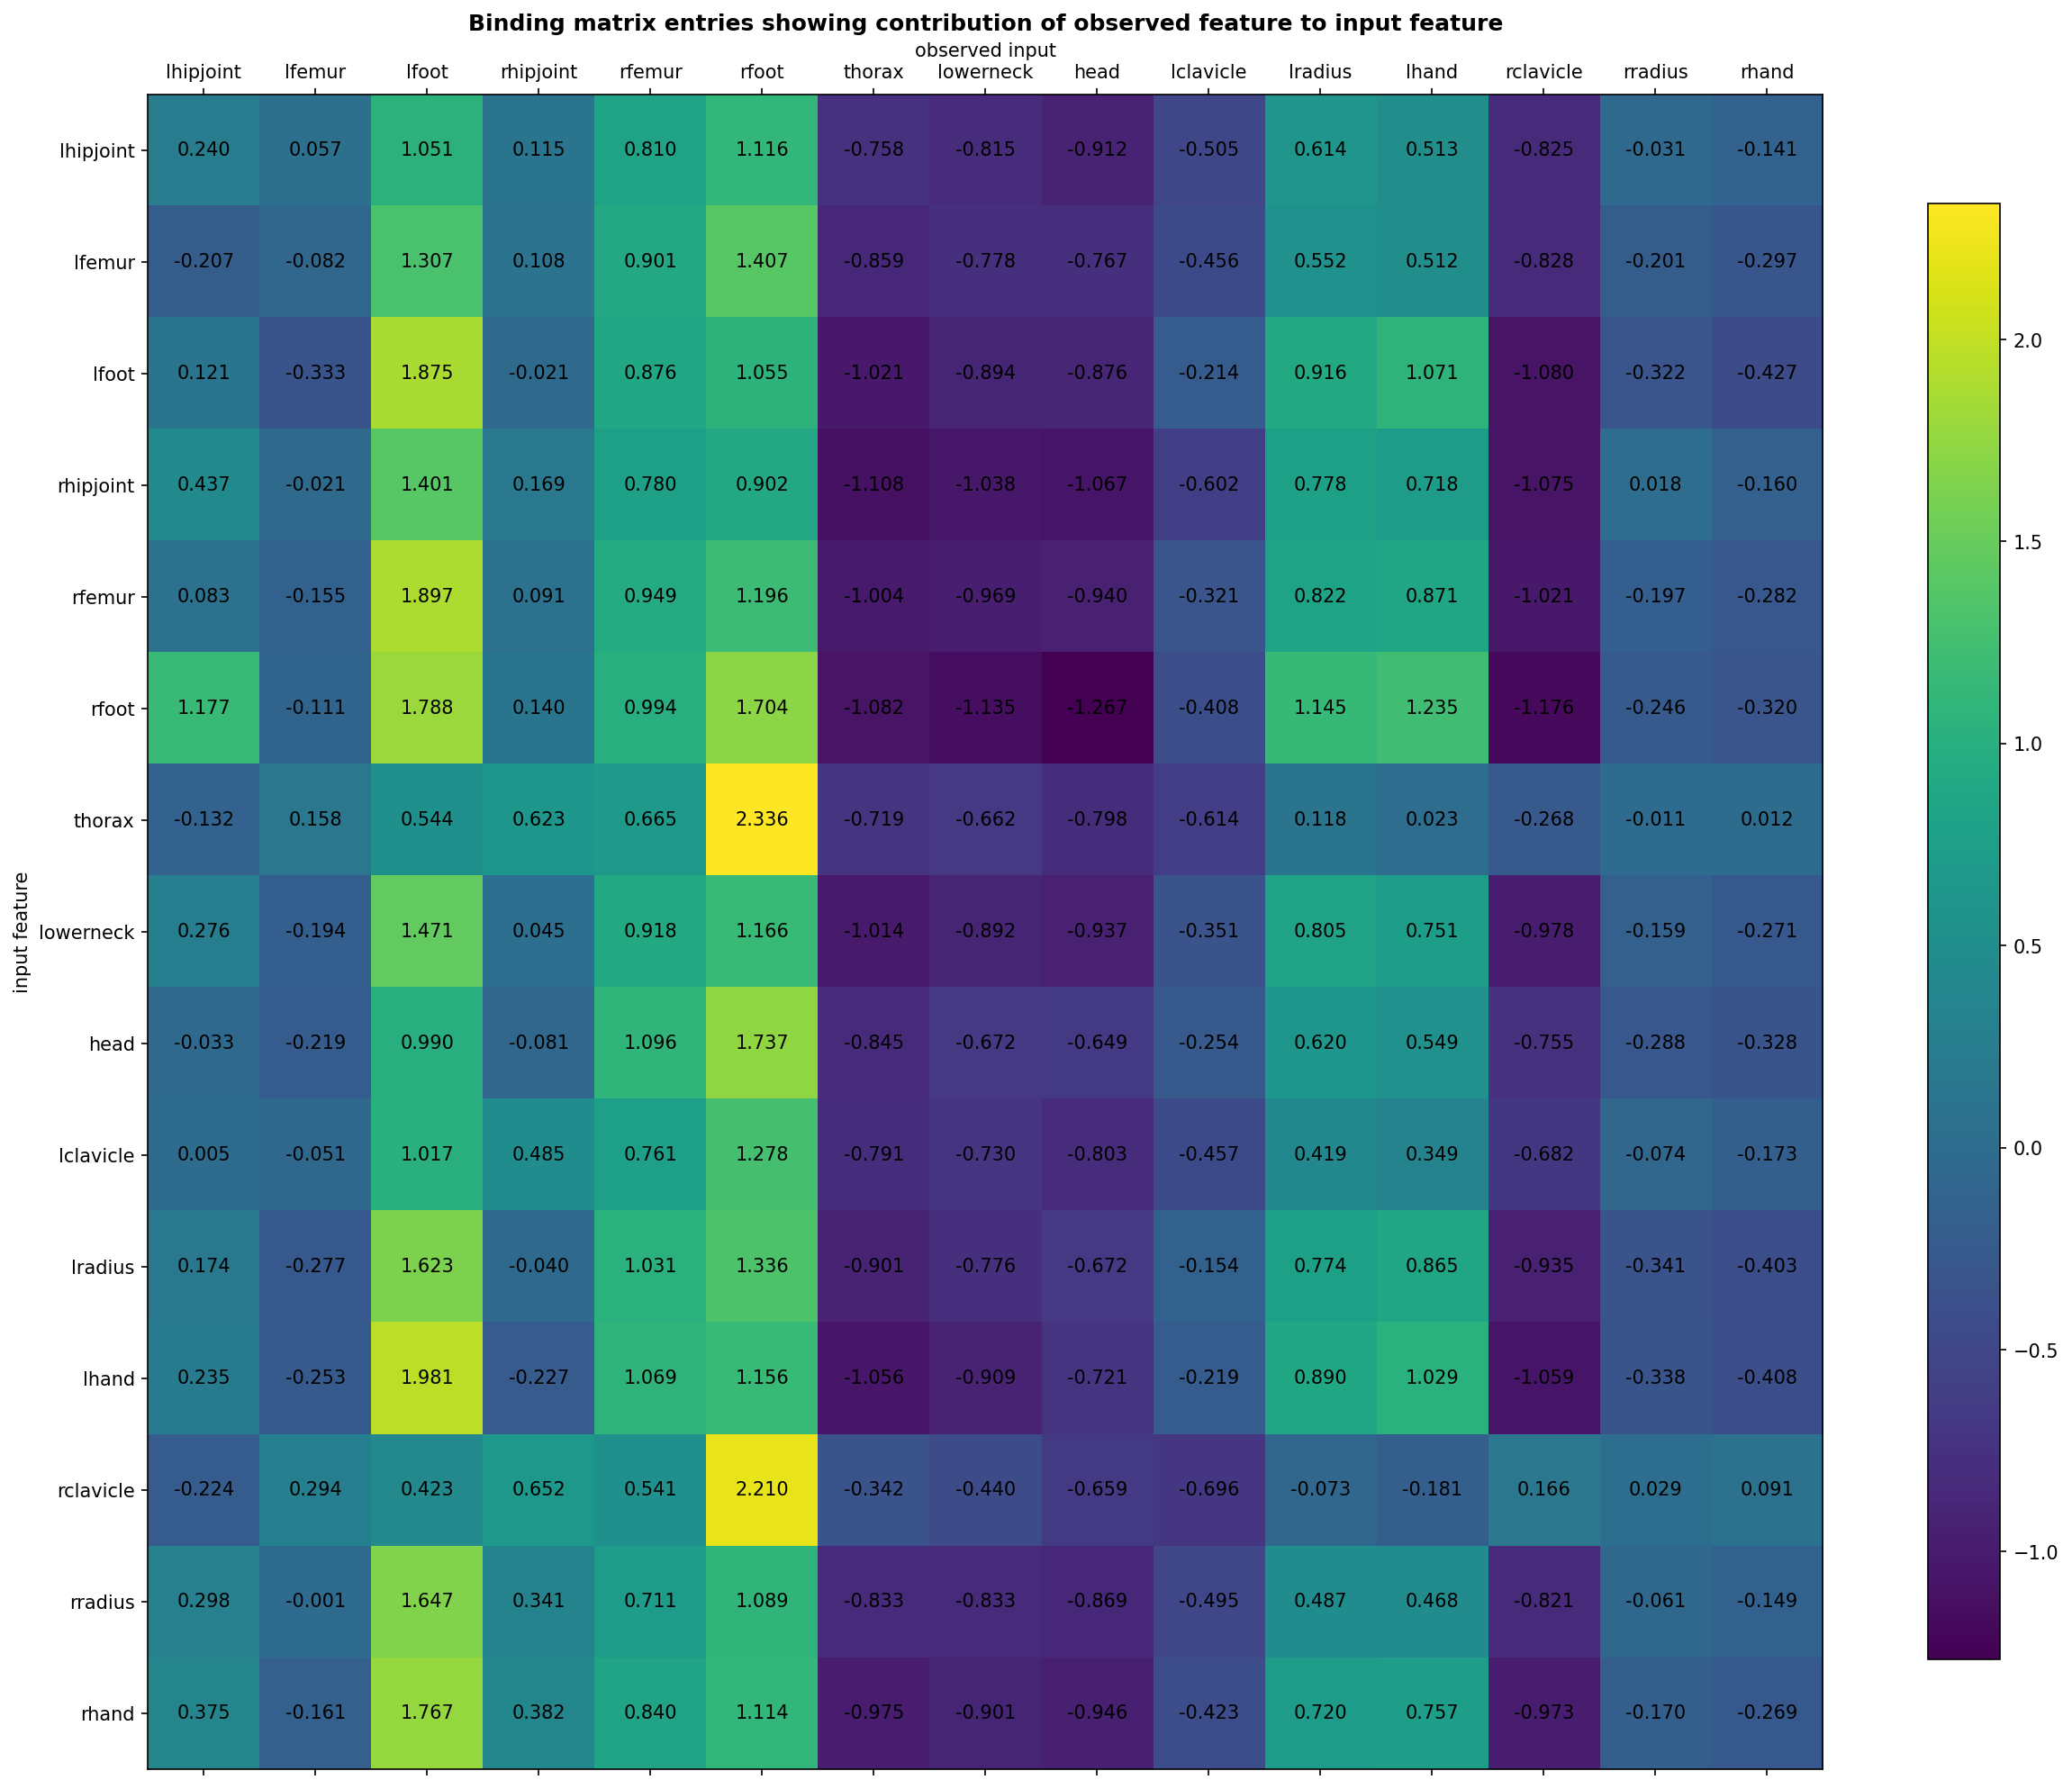 Binding matrix entries showing contribution of observed feature to input feature
observed input
lhipjoint lfemur lfoot rhipjoint rfemur rfoot thorax lowerneck head lclavicle lradius lhand rclavicle rradius rhand
lhipjoint 0.240 0.057 1.051 0.115 0.810 1.116 -0.758 -0.815 -0.912 -0.505 0.614 0.513 -0.825 -0.031 -0.141
lfemur -0.207 -0.082 1.307 0.108 0.901 1.407 -0.859 -0.778 -0.767 -0.456 0.552 0.512 -0.828 -0.201 -0.297
lfoot 0.121 -0.333 1.875 -0.021 0.876 1.055 -1.021 -0.894 -0.876 -0.214 0.916 1.071 -1.080 -0.322 -0.427
rhipjoint 0.437 -0.021 1.401 0.169 0.780 0.902 -1.108 -1.038 -1.067 -0.602 0.778 0.718 -1.075 0.018 -0.160
rfemur 0.083 -0.155 1.897 0.091 0.949 1.196 -1.004 -0.969 -0.940 -0.321 0.822 0.871 -1.021 -0.197 -0.282
rfoot 1.177 -0.111 1.788 0.140 0.994 1.704 -1.082 -1.135 -1.267 -0.408 1.145 1.235 -1.176 -0.246 -0.320
thorax -0.132 0.158 0.544 0.623 0.665 2.336 -0.719 -0.662 -0.798 -0.614 0.118 0.023 -0.268 -0.011 0.012
lowerneck 0.276 -0.194 1.471 0.045 0.918 1.166 -1.014 -0.892 -0.937 -0.351 0.805 0.751 -0.978 -0.159 -0.271
head -0.033 -0.219 0.990 -0.081 1.096 1.737 -0.845 -0.672 -0.649 -0.254 0.620 0.549 -0.755 -0.288 -0.328
lclavicle 0.005 -0.051 1.017 0.485 0.761 1.278 -0.791 -0.730 -0.803 -0.457 0.419 0.349 -0.682 -0.074 -0.173
lradius 0.174 -0.277 1.623 -0.040 1.031 1.336 -0.901 -0.776 -0.672 -0.154 0.774 0.865 -0.935 -0.341 -0.403
lhand 0.235 -0.253 1.981 -0.227 1.069 1.156 -1.056 -0.909 -0.721 -0.219 0.890 1.029 -1.059 -0.338 -0.408
rclavicle -0.224 0.294 0.423 0.652 0.541 2.210 -0.342 -0.440 -0.659 -0.696 -0.073 -0.181 0.166 0.029 0.091
rradius 0.298 -0.001 1.647 0.341 0.711 1.089 -0.833 -0.833 -0.869 -0.495 0.487 0.468 -0.821 -0.061 -0.149
rhand 0.375 -0.161 1.767 0.382 0.840 1.114 -0.975 -0.901 -0.946 -0.423 0.720 0.757 -0.973 -0.170 -0.269
input feature
2.0
1.5
1.0
0.5
0.0
−0.5
−1.0